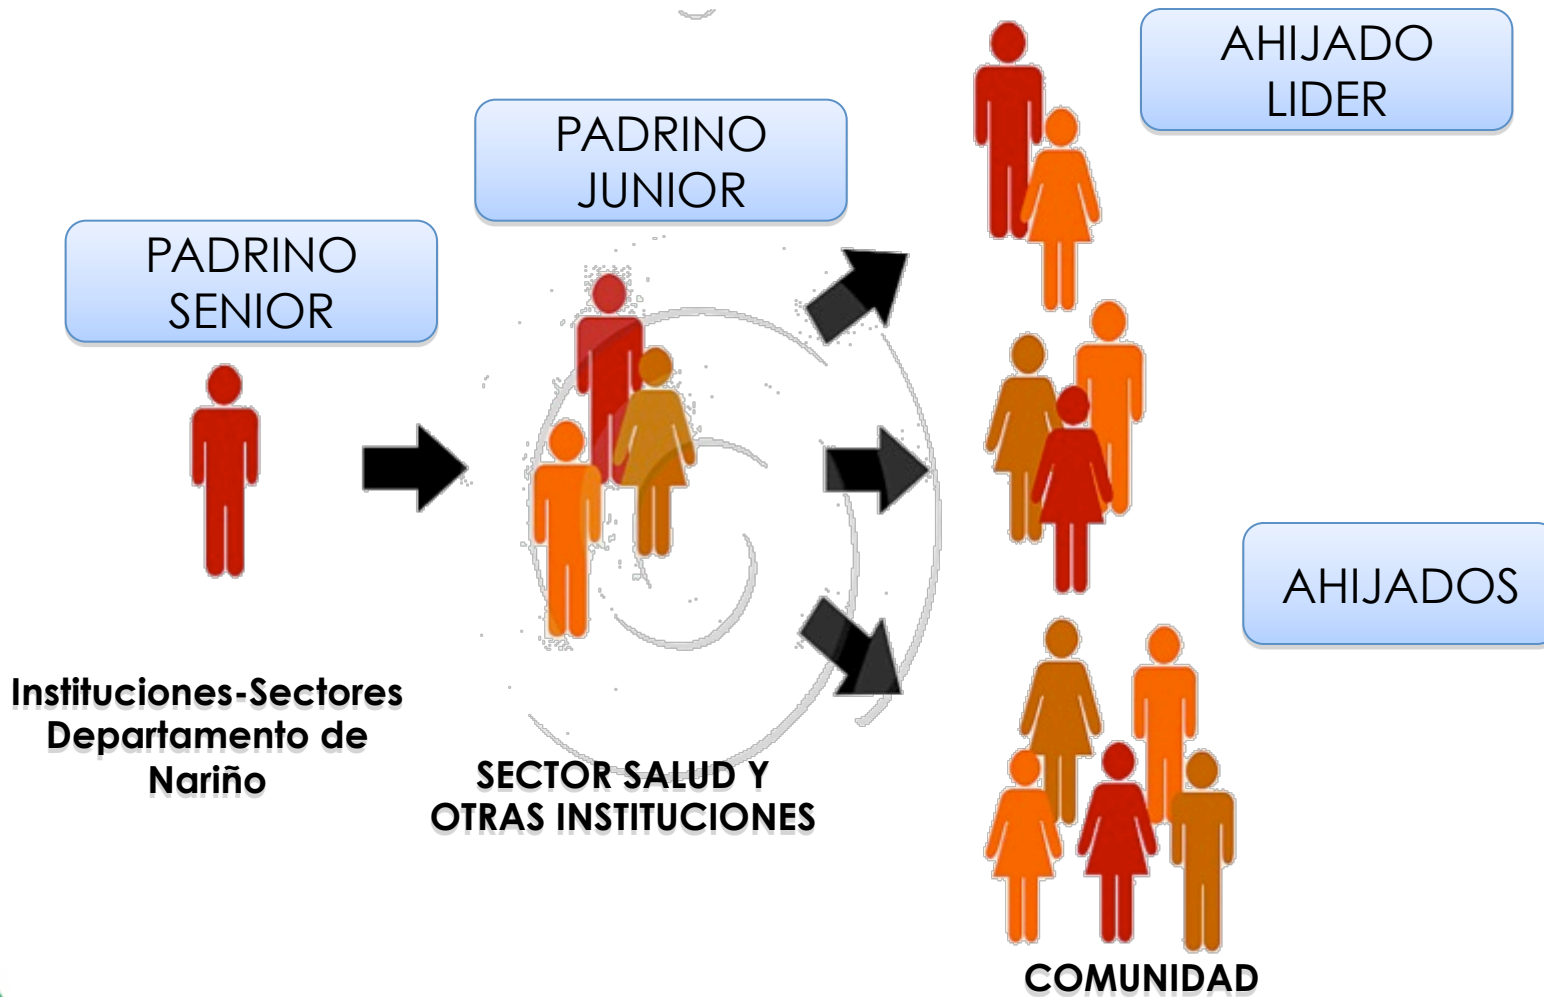 PADRINO
SENIOR
Instituciones-Sectores
Departamento de
Nariño
PADRINO
JUNIOR
SECTOR SALUD Y
OTRAS INSTITUCIONES
AHIJADO
LIDER
AHIJADOS
COMUNIDAD